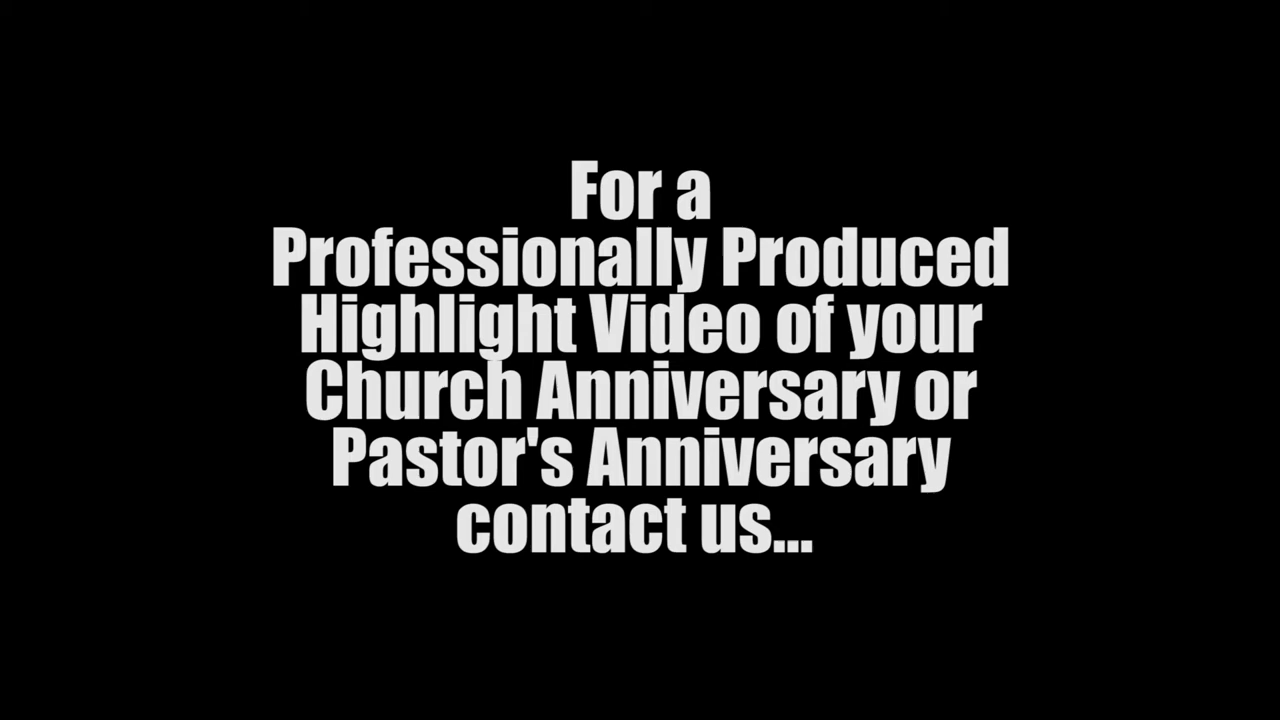 For a
Professionally Produced
Highlight Video of your
Church Anniversary or
Pastor's Anniversary
contact us...